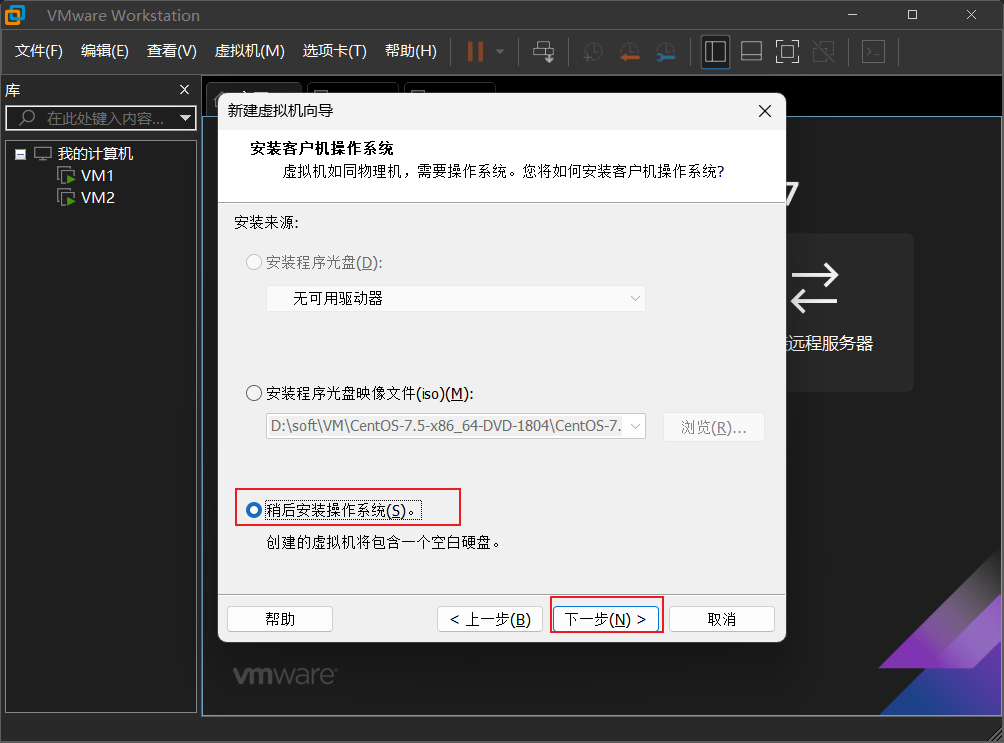 VMware Workstation
文件(F) 编辑(E) 查看(V) 虚拟机(M) 选项卡(T) 帮助(H)
库
在此处键入内容...
我的计算机
VM1
VM2
新建虚拟机向导
安装客户机操作系统
虚拟机如同物理机，需要操作系统。您将如何安装客户机操作系统?
7
安装来源:
安装程序光盘(D):
无可用驱动器
远程服务器
安装程序光盘映像文件(iso)(M):
D:\soft\VM\CentOS-7.5-x86_64-DVD-1804\CentOS-7.
浏览(R)...
稍后安装操作系统(S)。
创建的虚拟机将包含一个空白硬盘。
帮助 < 上一步(B) 下一步(N) > 取消
vmware